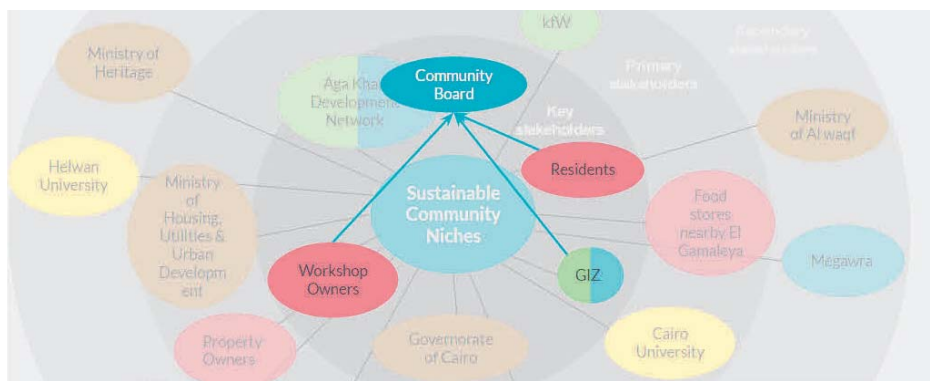 kfW
Secondary
stakeholders
Ministry of
Heritage
Community
Board
Primary
stakeholders
Aga Khan
Development
Network
Key
stakeholders
Ministry
of Al waqf
Helwan
University
Residents
Ministry
of
Housing,
Utilities &
Urban
Developm
ent
Sustainable
Community
Niches
Food
stores
nearby El
Gamaleya
Megawra
Workshop
Owners
GIZ
Property
Owners
Governorate
of Cairo
Cairo
University